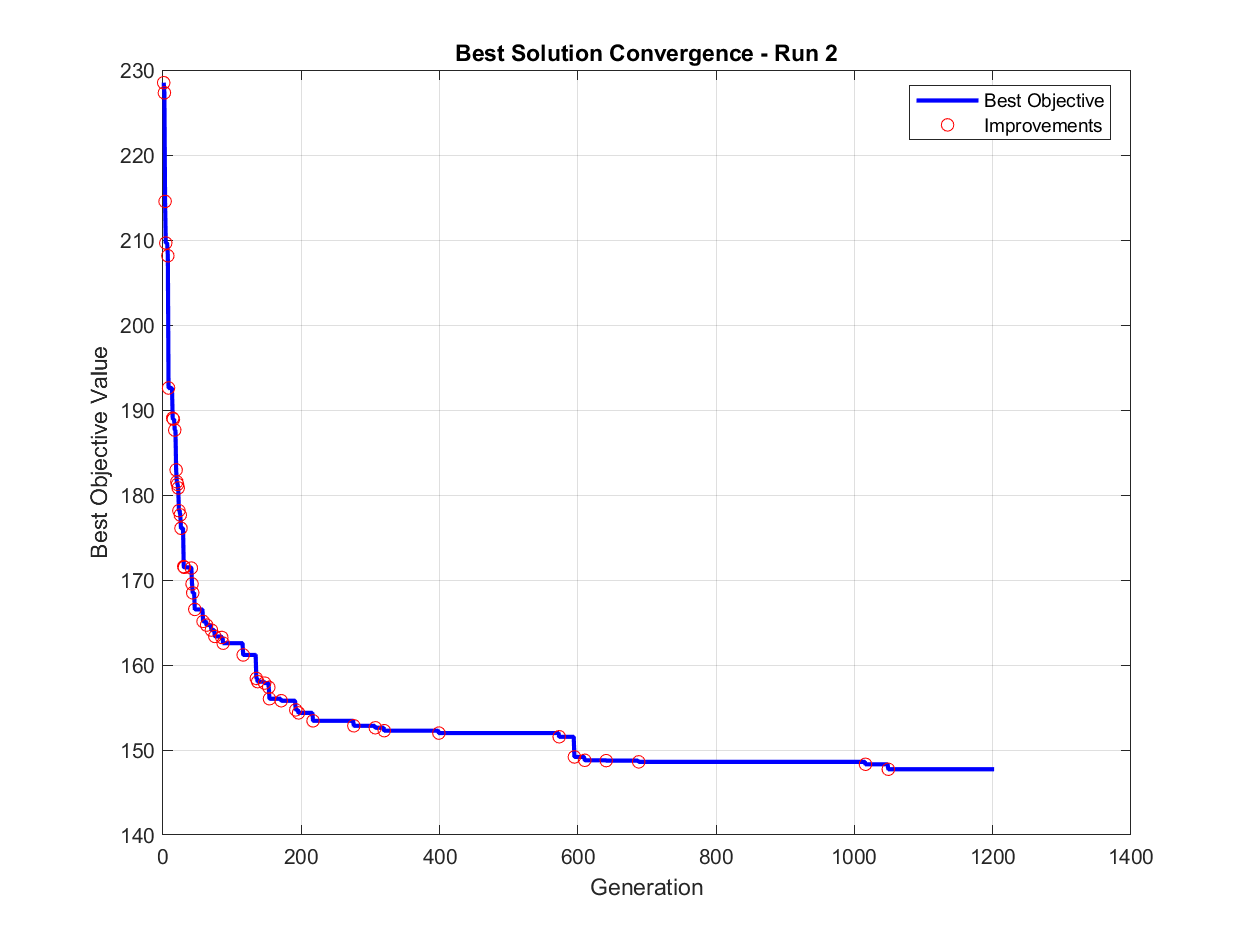 Best Solution Convergence - Run 2
Best Objective
Improvements
230
220
210
200
190
180
170
160
150
140
Best Objective Value
0 200 400 600 800 1000 1200 1400
Generation